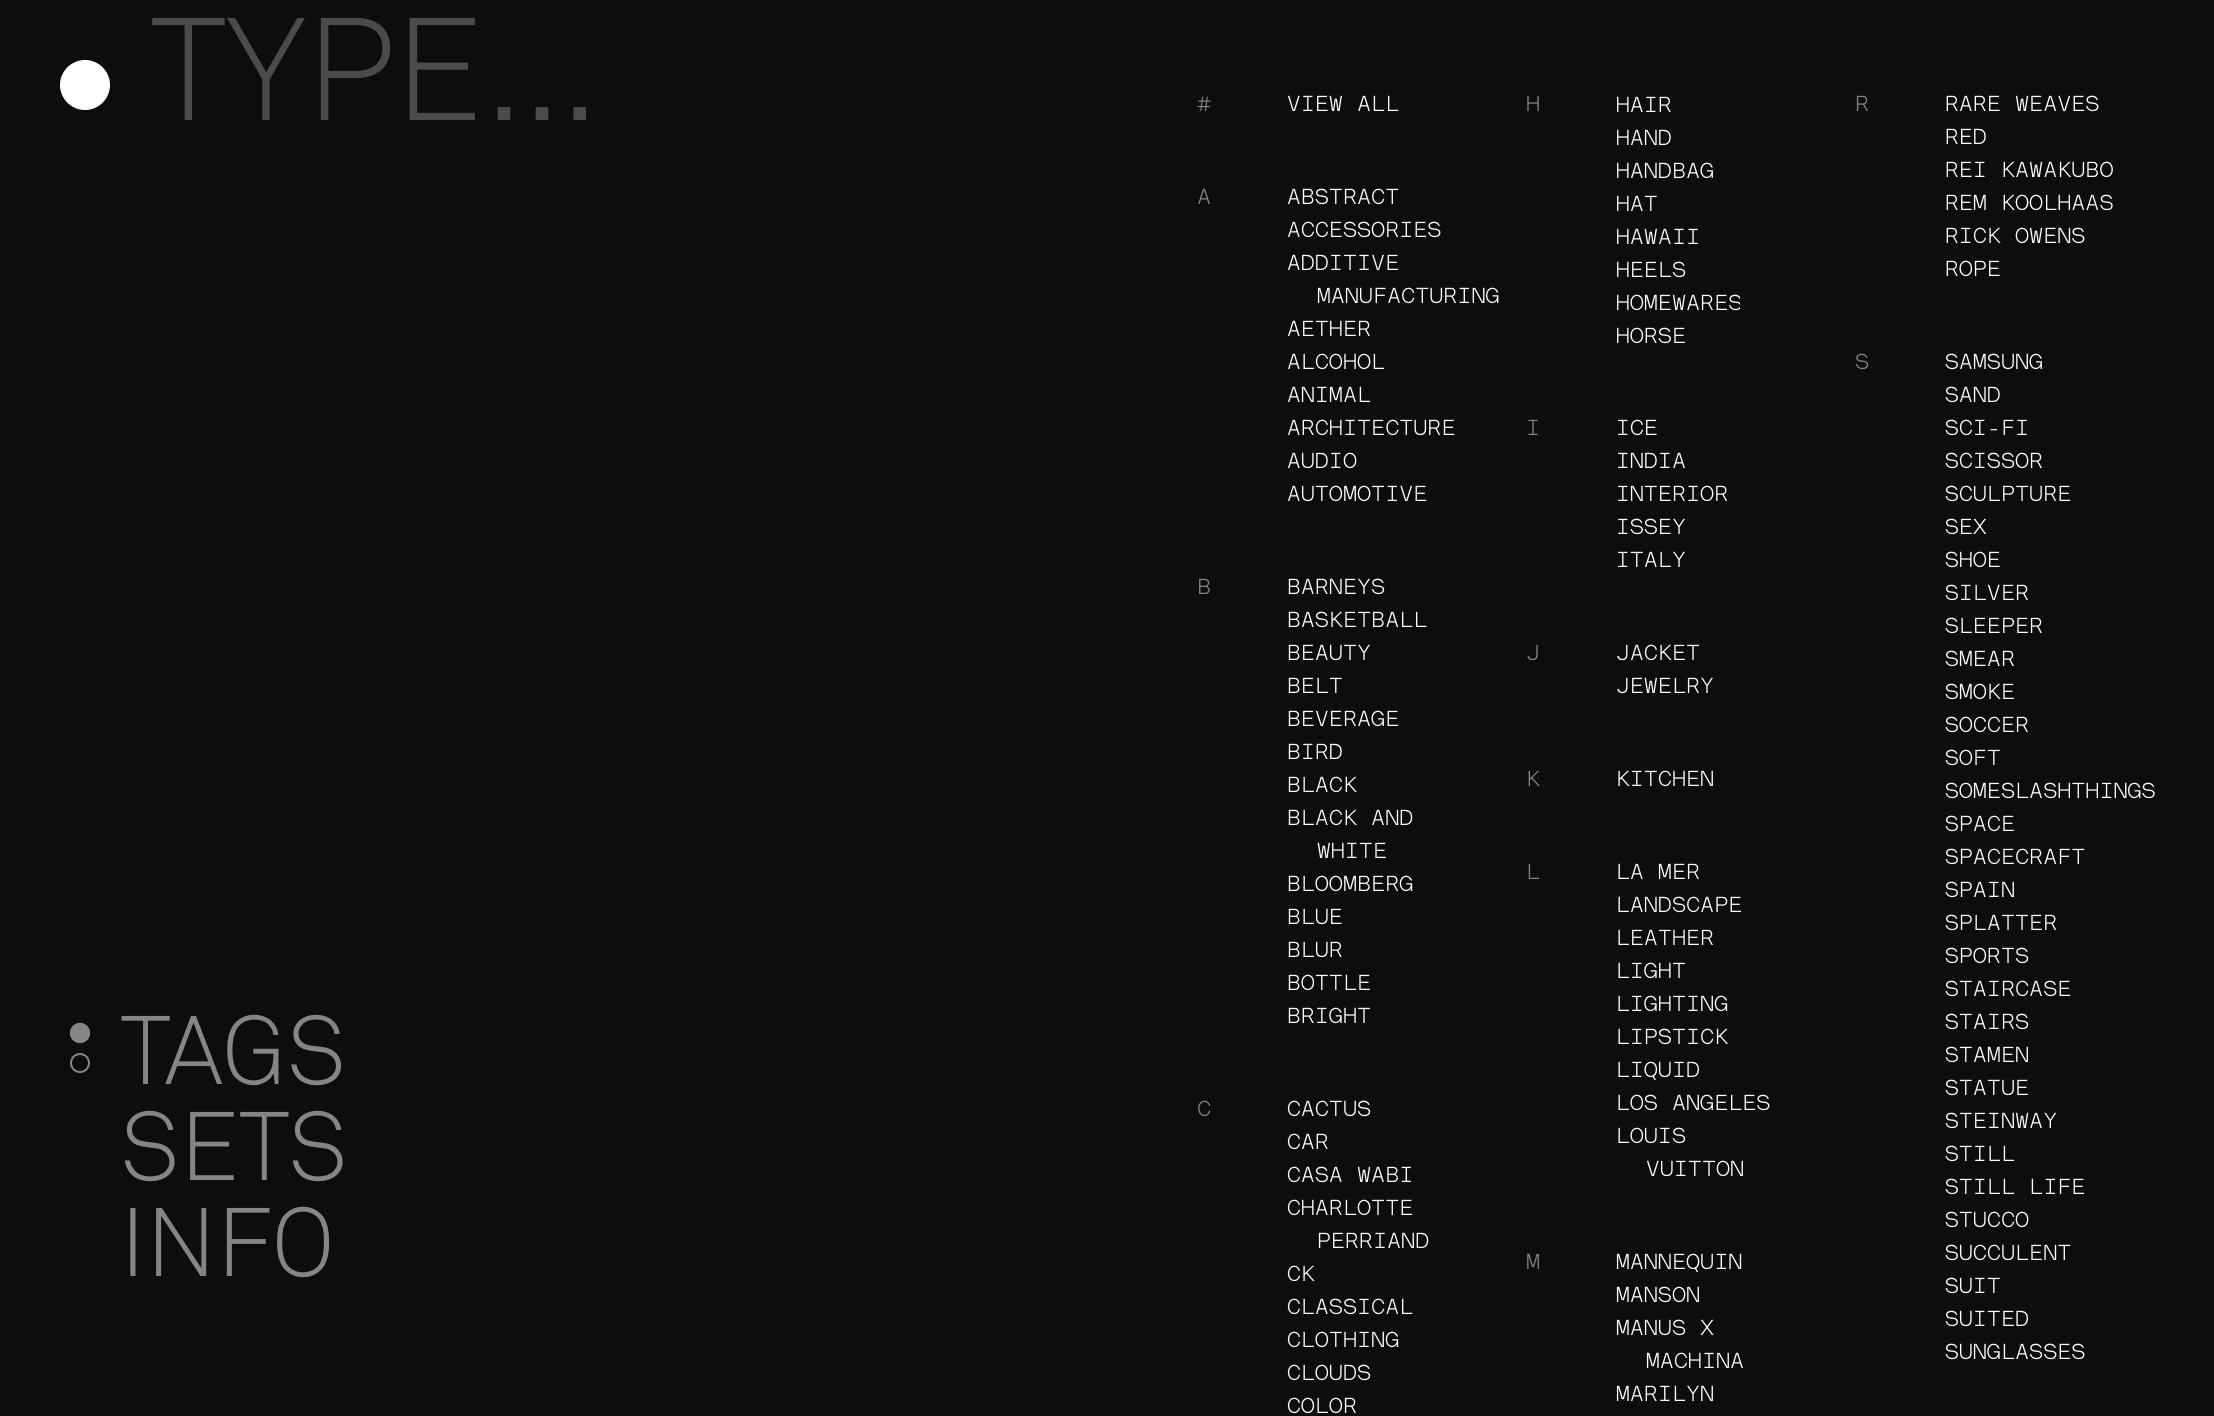 TYPE...
TAGS
SETS
INFO
# VIEW ALL
A ABSTRACT
ACCESSORIES
ADDITIVE
MANUFACTURING
AETHER
ALCOHOL
ANIMAL
ARCHITECTURE
AUDIO
AUTOMOTIVE
B BARNEYS
BASKETBALL
BEAUTY
BELT
BEVERAGE
BIRD
BLACK
BLACK AND
WHITE
BLOOMBERG
BLUE
BLUR
BOTTLE
BRIGHT
C CACTUS
CAR
CASA WABI
CHARLOTTE
PERRIAND
CK
CLASSICAL
CLOTHING
CLOUDS
COLOR
H HAIR
HAND
HANDBAG
HAT
HAWAII
HEELS
HOMEWARES
HORSE
I ICE
INDIA
INTERIOR
ISSEY
ITALY
J JACKET
JEWELRY
K KITCHEN
L LA MER
LANDSCAPE
LEATHER
LIGHT
LIGHTING
LIPSTICK
LIQUID
LOS ANGELES
LOUIS
VUITTON
M MANNEQUIN
MANSON
MANUS X
MACHINA
MARILYN
R RARE WEAVES
RED
REI KAWAKUBO
REM KOOLHAAS
RICK OWENS
ROPE
S SAMSUNG
SAND
SCI-FI
SCISSOR
SCULPTURE
SEX
SHOE
SILVER
SLEEPER
SMEAR
SMOKE
SOCCER
SOFT
SOMESLASHTHINGS
SPACE
SPACECRAFT
SPAIN
SPLATTER
SPORTS
STAIRCASE
STAIRS
STAMEN
STATUE
STEINWAY
STILL
STILL LIFE
STUCCO
SUCCULENT
SUIT
SUITED
SUNGLASSES